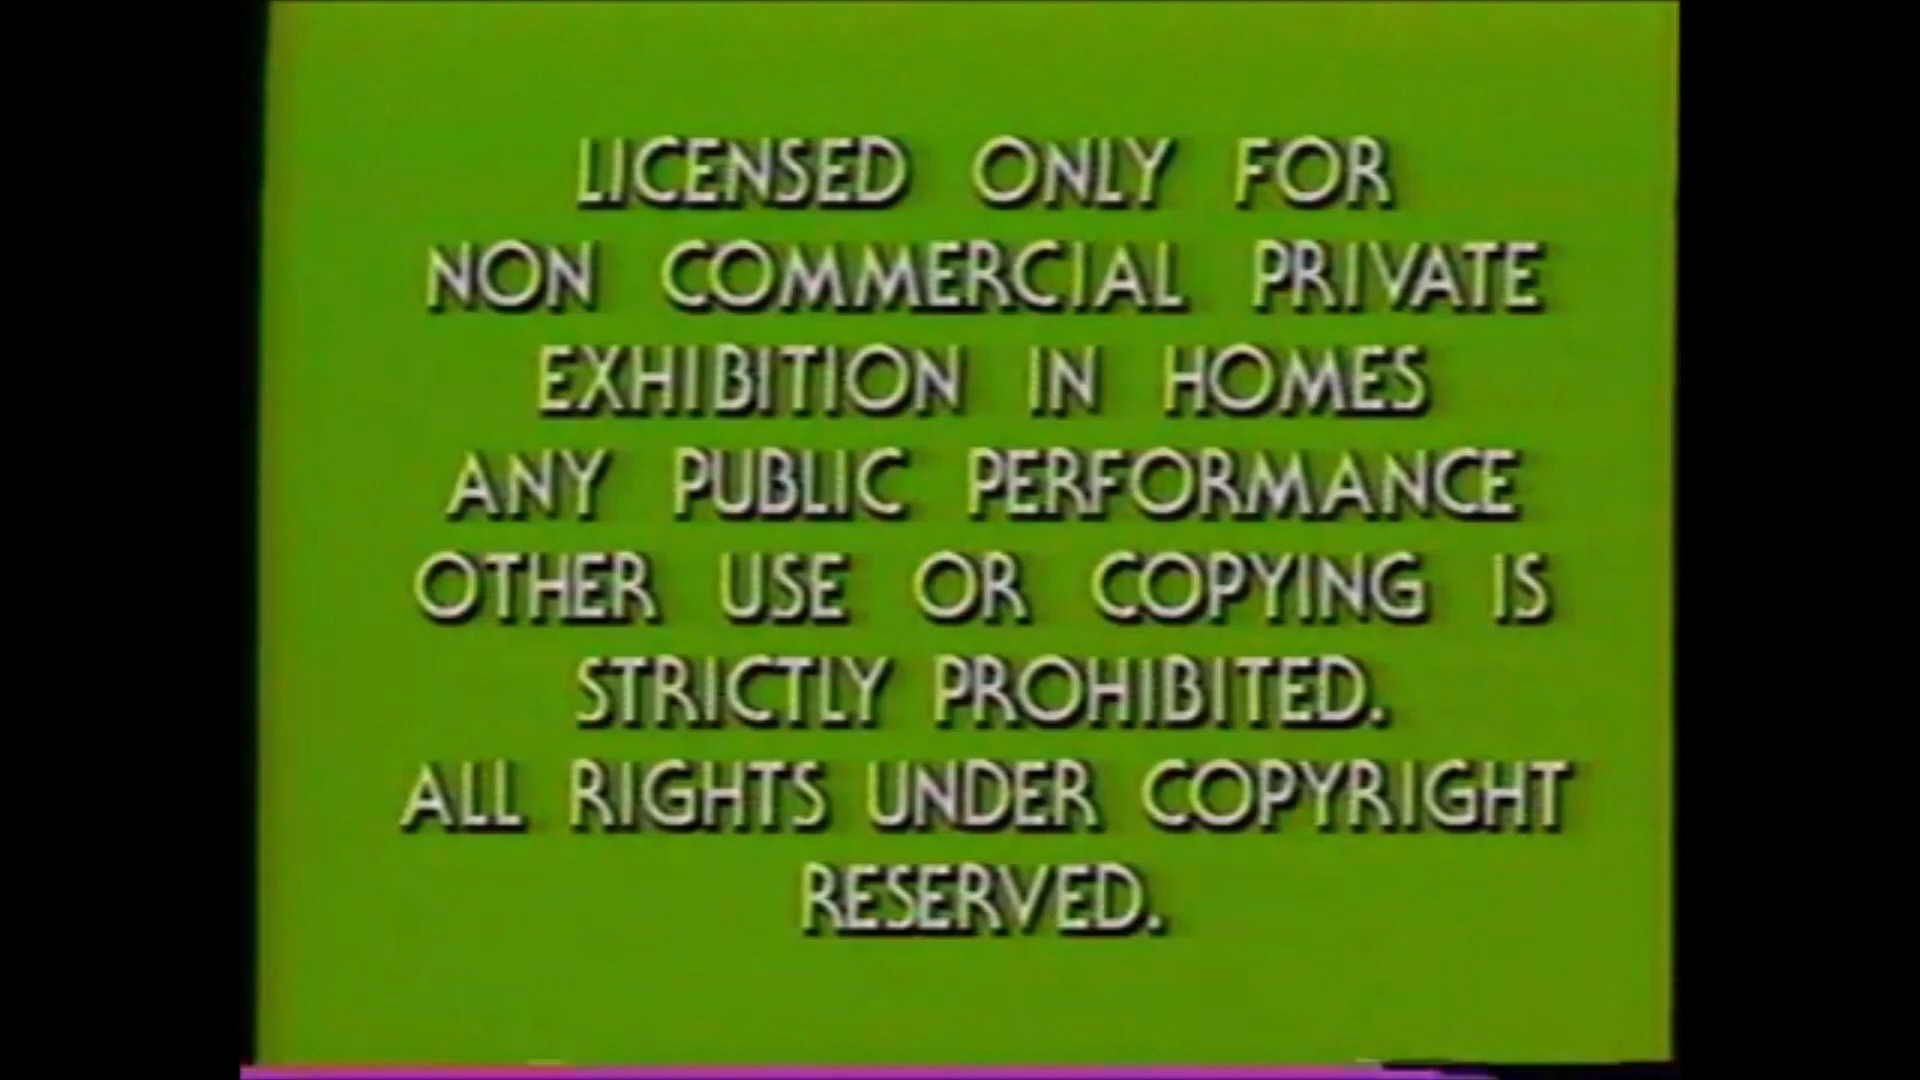 LICENSED ONLY FOR
NON COMMERCIAL PRIVATE
EXHIBITION IN HOMES
ANY PUBLIC PERFORMANCE
OTHER USE OR COPYING IS
STRICTLY PROHIBITED.
ALL RIGHTS UNDER COPYRIGHT
RESERVED.